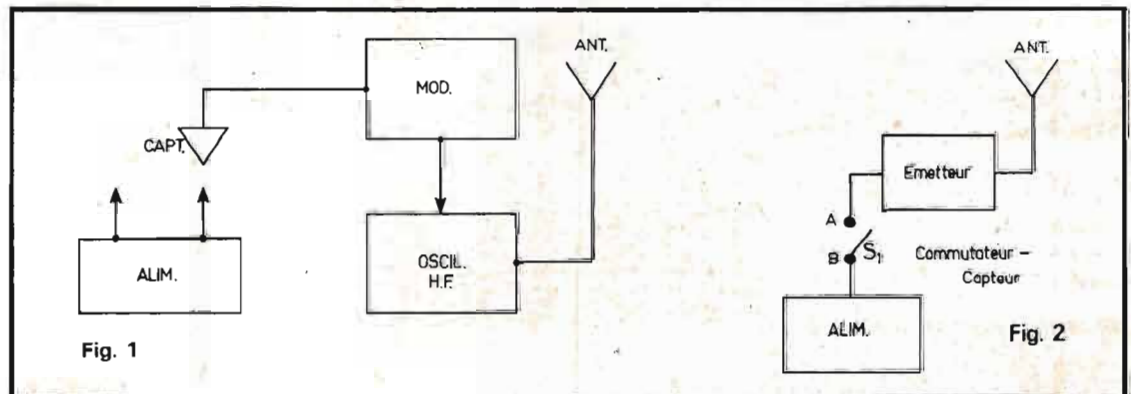 MOD.
ANT.
CAPT.
ALIM.
OSCIL.
H.F.
Fig. 1
ANT.
Emetteur
A
B
S1
Commutateur –
Capteur
ALIM.
Fig. 2